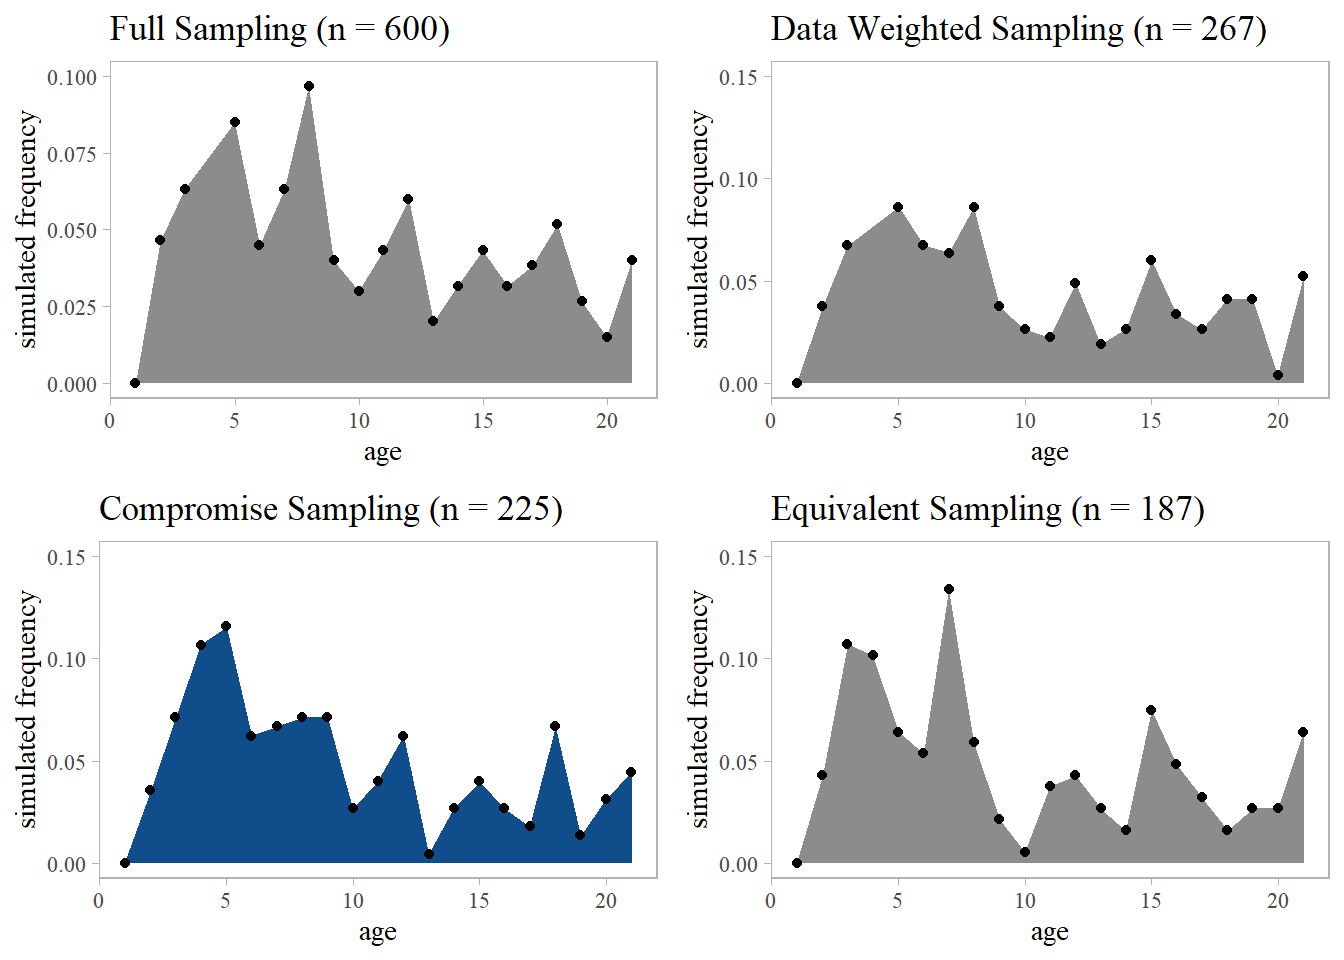 Full Sampling (n = 600)
simulated frequency
0.100
0.075
0.050
0.025
0.000
0 5 10 15 20
age
Data Weighted Sampling (n = 267)
simulated frequency
0.15
0.10
0.05
0.00
0 5 10 15 20
age
Compromise Sampling (n = 225)
simulated frequency
0.15
0.10
0.05
0.00
0 5 10 15 20
age
Equivalent Sampling (n = 187)
simulated frequency
0.15
0.10
0.05
0.00
0 5 10 15 20
age